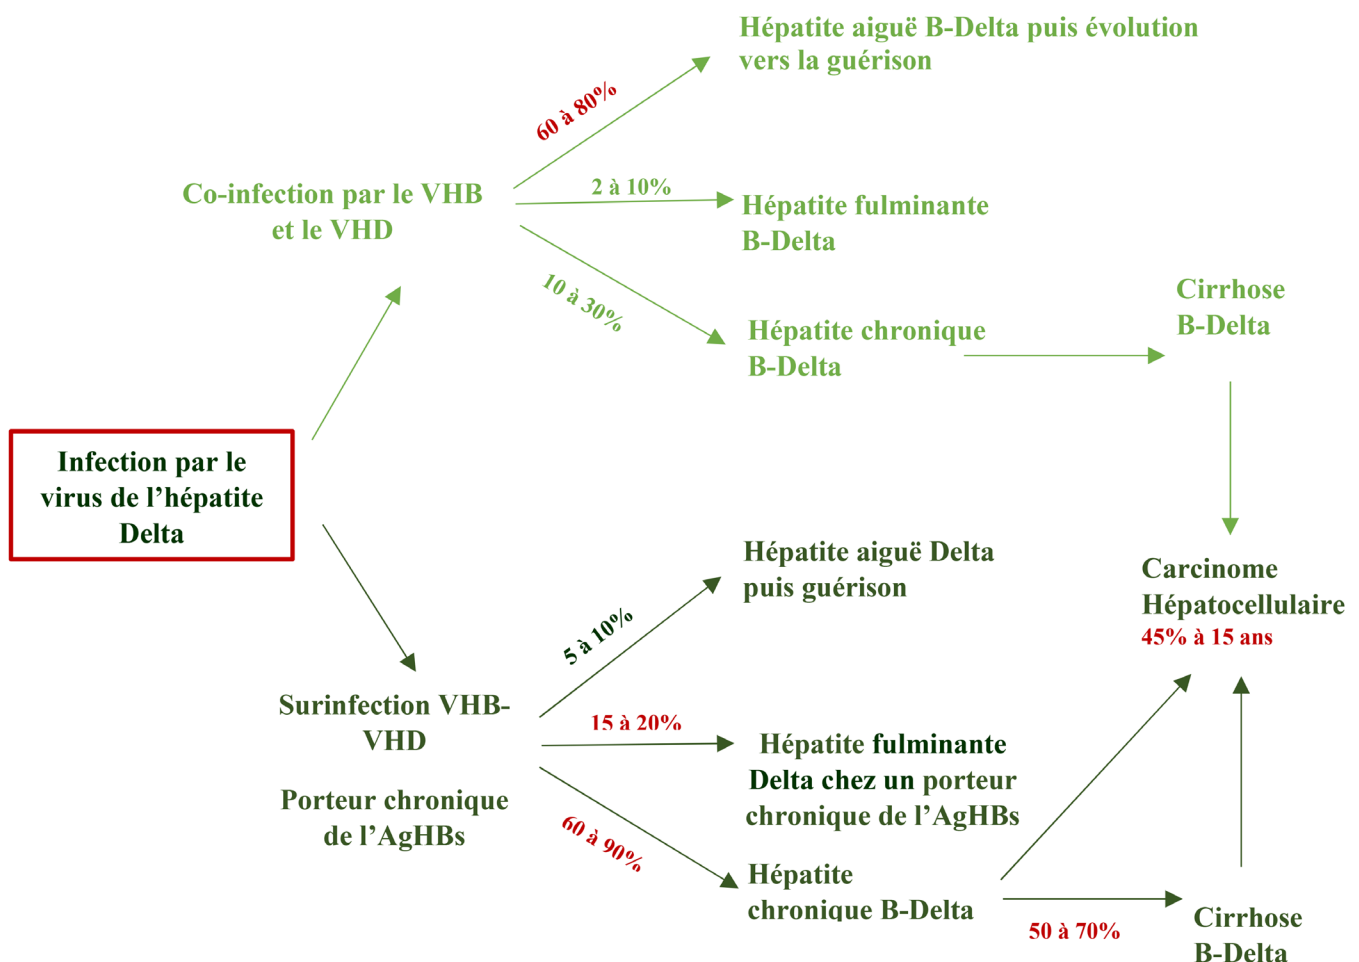 Hépatite aiguë B-Delta puis évolution
vers la guérison
60 à 80%
Co-infection par le VHB
et le VHD
2 à 10%
Hépatite fulminante
B-Delta
10 à 30%
Hépatite chronique
B-Delta
Cirrhose
B-Delta
Infection par le
virus de l’hépatite
Delta
Hépatite aiguë Delta
puis guérison
5 à 10%
Carcinome
Hépatocellulaire
45% à 15 ans
Surinfection VHB-
VHD
Porteur chronique
de l’AgHBs
15 à 20%
Hépatite fulminante
Delta chez un porteur
chronique de l’AgHBs
60 à 90%
Hépatite
chronique B-Delta
50 à 70%
Cirrhose
B-Delta